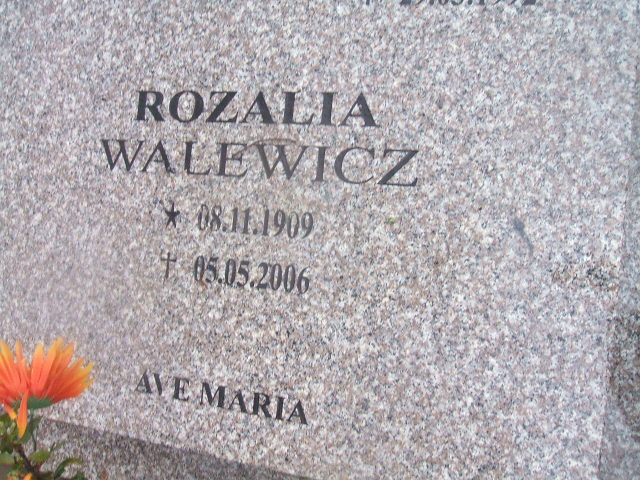 ROZALIA
WALEWICZ
★ 08.11.1909
† 05.05.2006
AVE MARIA